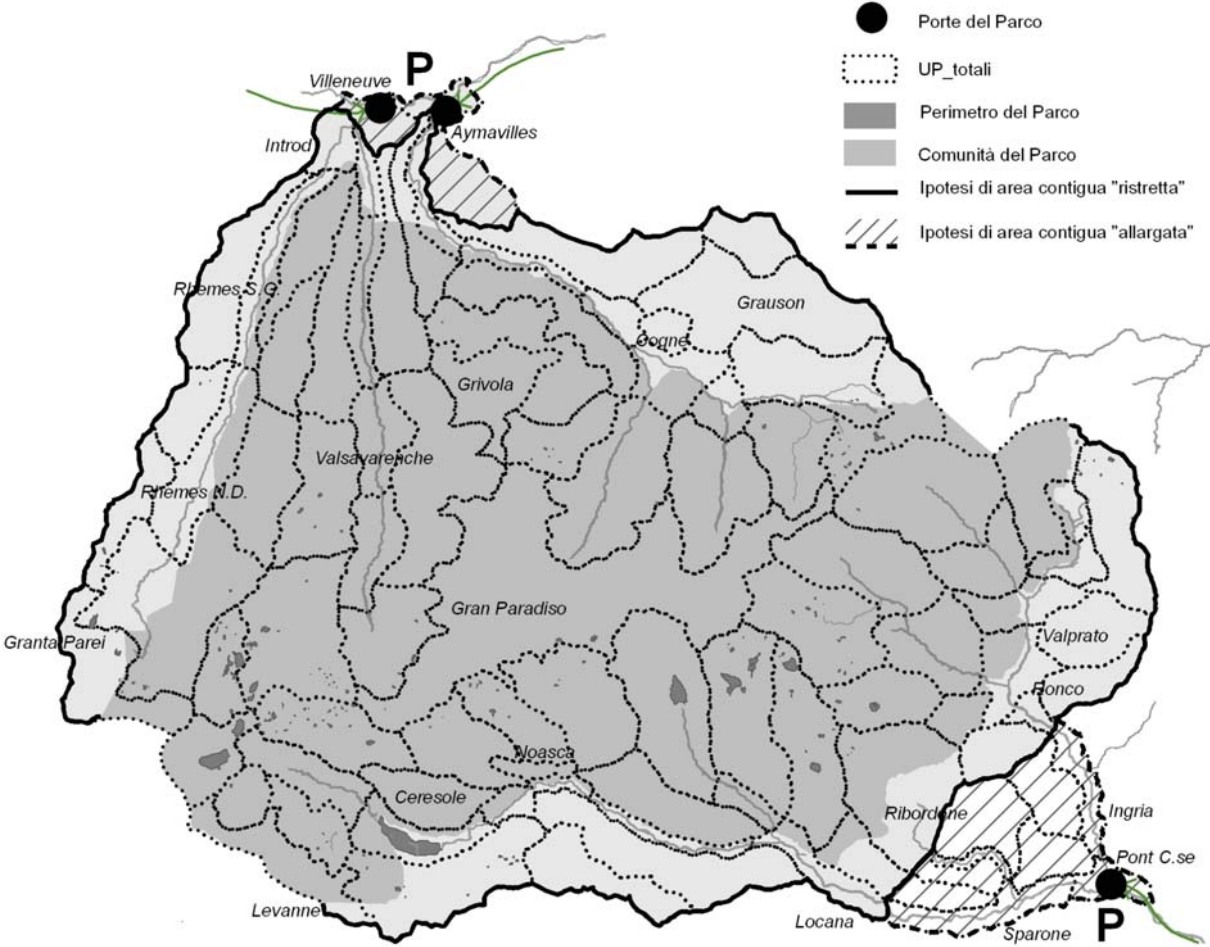 Porte del Parco
UP_totali
Perimetro del Parco
Comunità del Parco
Ipotesi di area contigua "ristretta"
Ipotesi di area contigua "allargata"
P
Villeneuve
Aymavilles
Introd
Rhemes S.G.
Grauson
Cogne
Grivola
Valsavarenche
Rhemes N.D.
Gran Paradiso
Granta Parei
Valprato
Ronco
Noasca
Ceresole
Ribordone
Ingria
Pont C.se
Levanne
Locana
P
Sparone